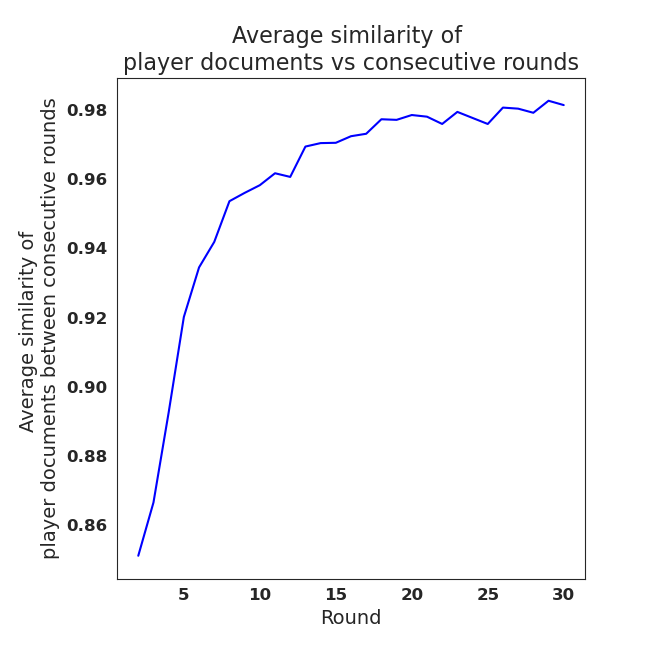 Average similarity of
player documents vs consecutive rounds
Average similarity of
player documents between consecutive rounds
0.98
0.96
0.94
0.92
0.90
0.88
0.86
5 10 15 20 25 30
Round